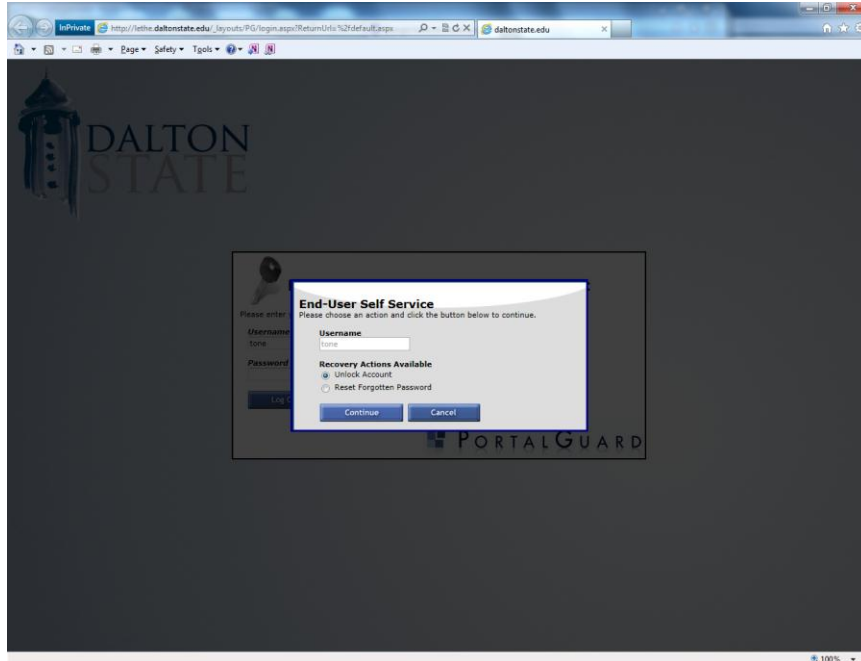 InPrivate
http://lethe.daltonstate.edu/_layouts/PG/login.aspx?ReturnUrl=%2fdefault.aspx
daltonstate.edu
Page
Safety
Tools
DALTON
STATE
End-User Self Service
Please choose an action and click the button below to continue.
Please enter
Username
tone
Username
tone
Password
Recovery Actions Available
Unlock Account
Reset Forgotten Password
Continue
Cancel
PORTALGUARD
100%